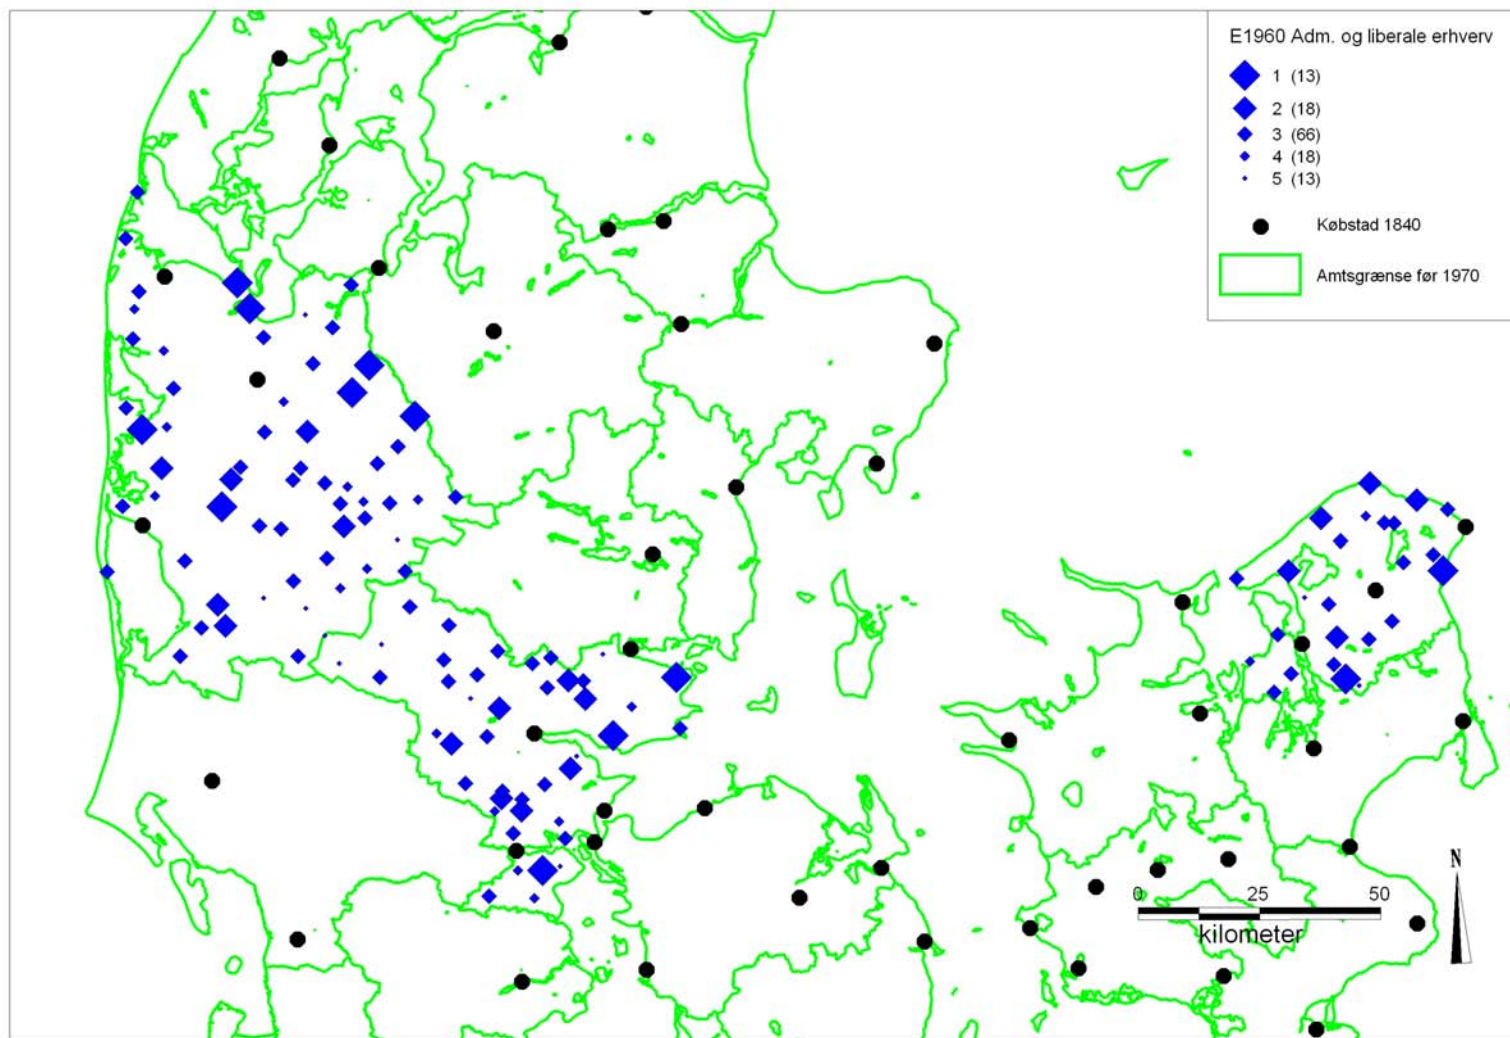 E1960 Adm. og liberale erhverv
1 (13)
2 (18)
3 (66)
4 (18)
5 (13)
Købstad 1840
Amtsgrænse før 1970
N
0 25 50
kilometer